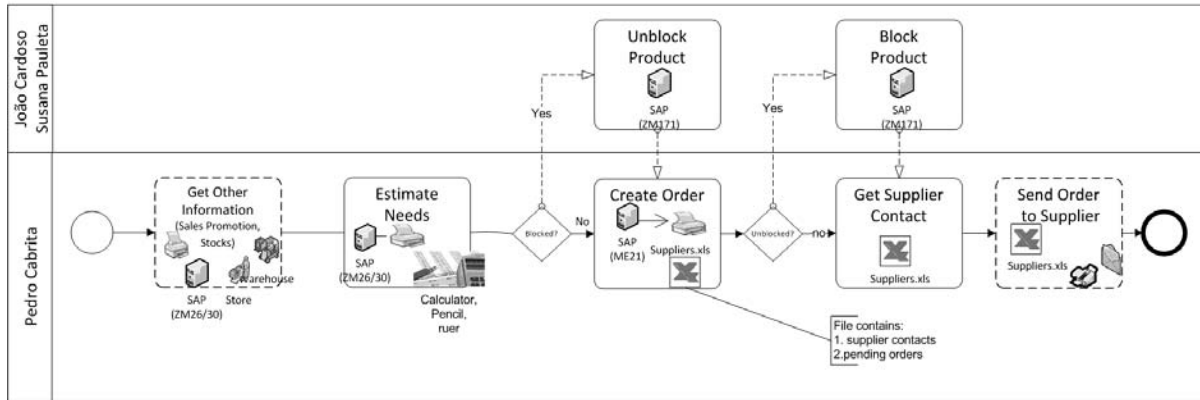 João Cardoso
Susana Pauleta
Unblock
Product
SAP
(ZM171)
Block
Product
SAP
(ZM171)
Yes
Yes
Pedro Cabrita
Get Other
Information
(Sales Promotion,
Stocks)
Warehouse
SAP
(ZM26/30)
Store
Estimate
Needs
SAP
(ZM26/30)
Calculator,
Pencil,
ruer
Blocked?
No
Create Order
SAP
(ME21)
Suppliers.xls
Unblocked?
no
Get Supplier
Contact
Suppliers.xls
Send Order
to Supplier
Suppliers.xls
File contains:
1. supplier contacts
2.pending orders